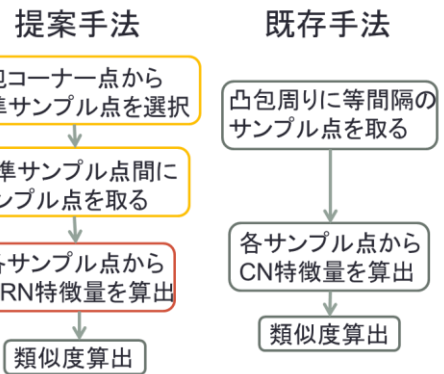 提案手法
コーナー点から
サンプル点を選択
準サンプル点間に
ンプル点を取る
サンプル点から
RN特徴量を算出
類似度算出
既存手法
凸包周りに等間隔の
サンプル点を取る
各サンプル点から
CN特徴量を算出
類似度算出